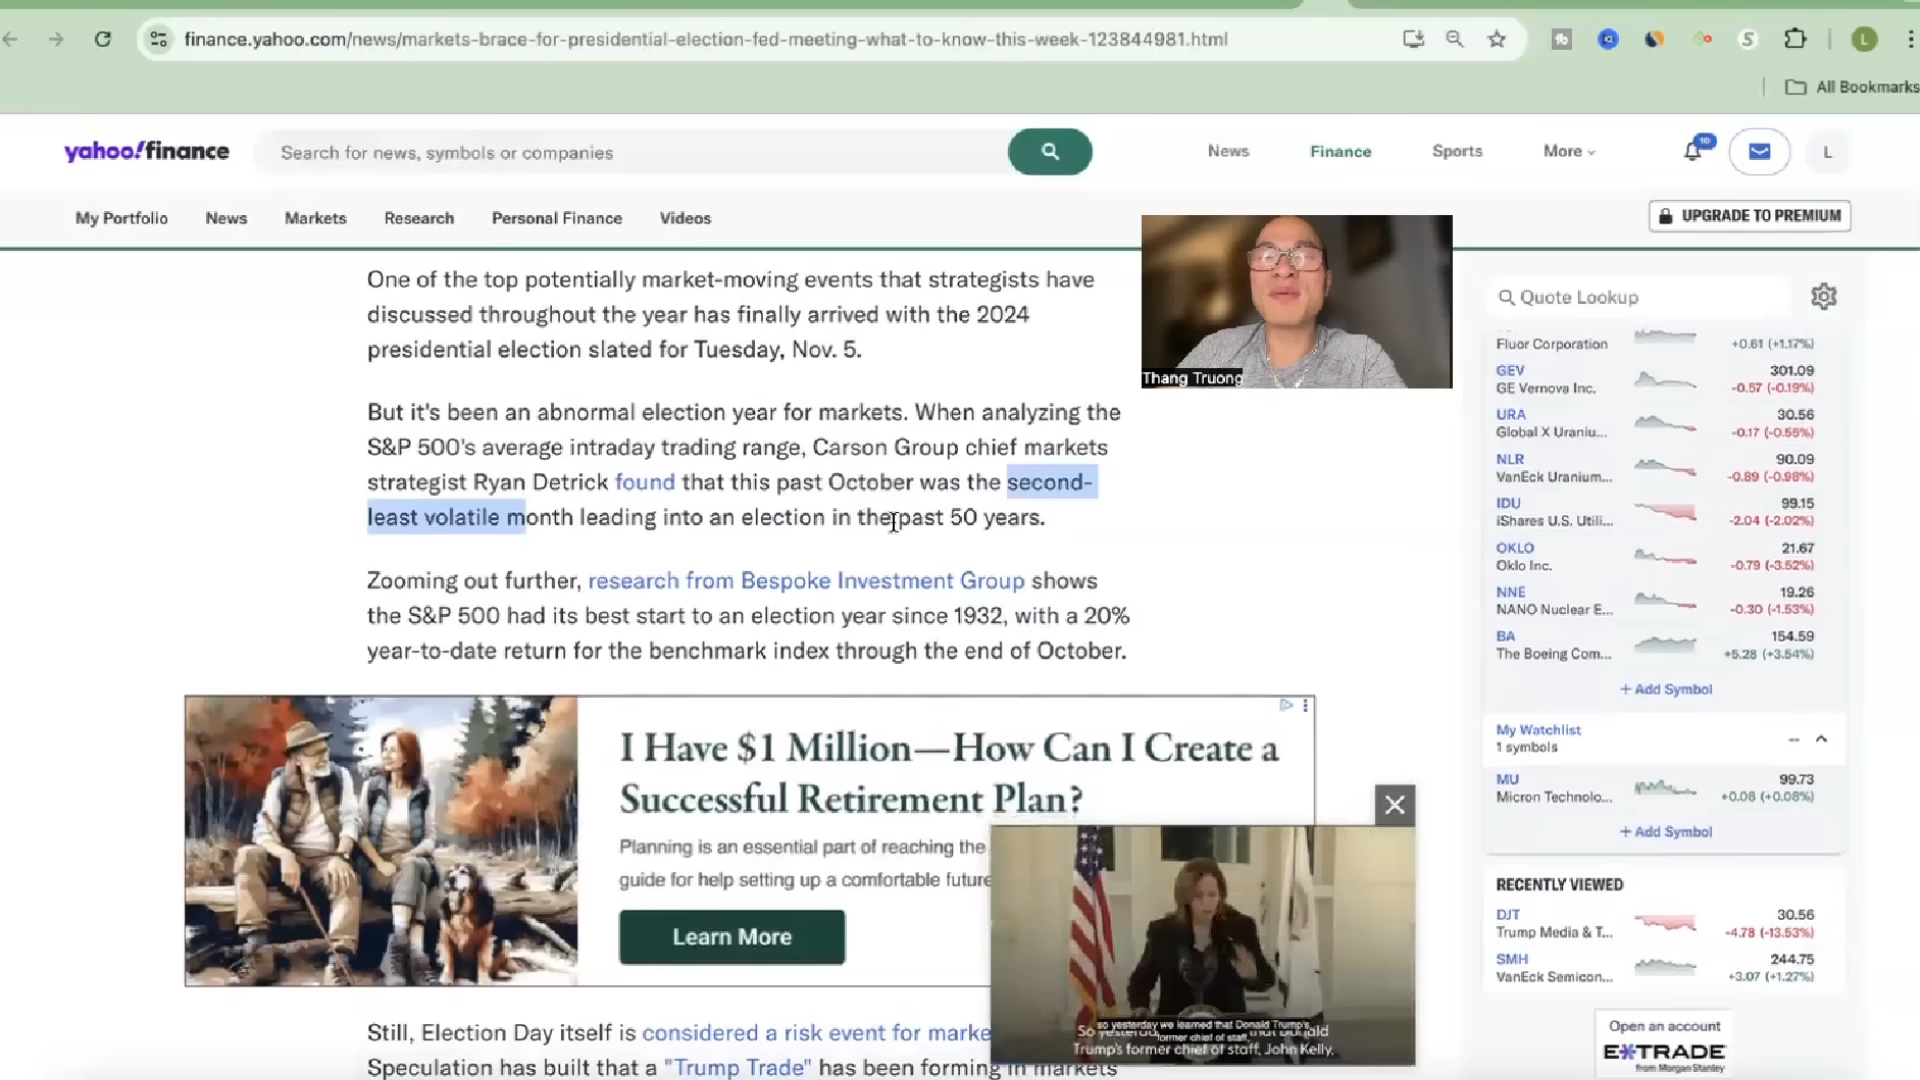 finance.yahoo.com/news/markets-brace-for-presidential-election-fed-meeting-what-to-know-this-week-123844981.html
L
All Bookmarks
yahoo!finance
Search for news, symbols or companies
News
Finance
Sports
More
10
L
My Portfolio
News
Markets
Research
Personal Finance
Videos
UPGRADE TO PREMIUM
Thang Truong
One of the top potentially market-moving events that strategists have
discussed throughout the year has finally arrived with the 2024
presidential election slated for Tuesday, Nov. 5.
But it's been an abnormal election year for markets. When analyzing the
S&P 500's average intraday trading range, Carson Group chief markets
strategist Ryan Detrick found that this past October was the second-
least volatile month leading into an election in the past 50 years.
Zooming out further, research from Bespoke Investment Group shows
the S&P 500 had its best start to an election year since 1932, with a 20%
year-to-date return for the benchmark index through the end of October.
I Have $1 Million—How Can I Create a
Successful Retirement Plan?
Planning is an essential part of reaching the
guide for help setting up a comfortable future
Learn More
so yesterday we learned that Donald Trump's
former chief of staff,
Trump's former chief of staff, John Kelly,
Still, Election Day itself is considered a risk event for marke
Speculation has built that a "Trump Trade" has been forming in markets
Quote Lookup
Fluor Corporation
+0.61 (+1.17%)
GEV 301.09
GE Vernova Inc. -0.57 (-0.19%)
URA 30.56
Global X Uraniu... -0.17 (-0.55%)
NLR 90.09
VanEck Uranium... -0.89 (-0.98%)
IDU 99.15
iShares U.S. Utili... -2.04 (-2.02%)
OKLO 21.67
Oklo Inc. -0.79 (-3.52%)
NNE 19.26
NANO Nuclear E... -0.30 (-1.53%)
BA 154.59
The Boeing Com... +5.28 (+3.54%)
+ Add Symbol
My Watchlist
1 symbols
--
MU 99.73
Micron Technolo... +0.08 (+0.08%)
+ Add Symbol
RECENTLY VIEWED
DJT 30.56
Trump Media & T... -4.78 (-13.53%)
SMH 244.75
VanEck Semicon... +3.07 (+1.27%)
Open an account
E*TRADE
from Morgan Stanley